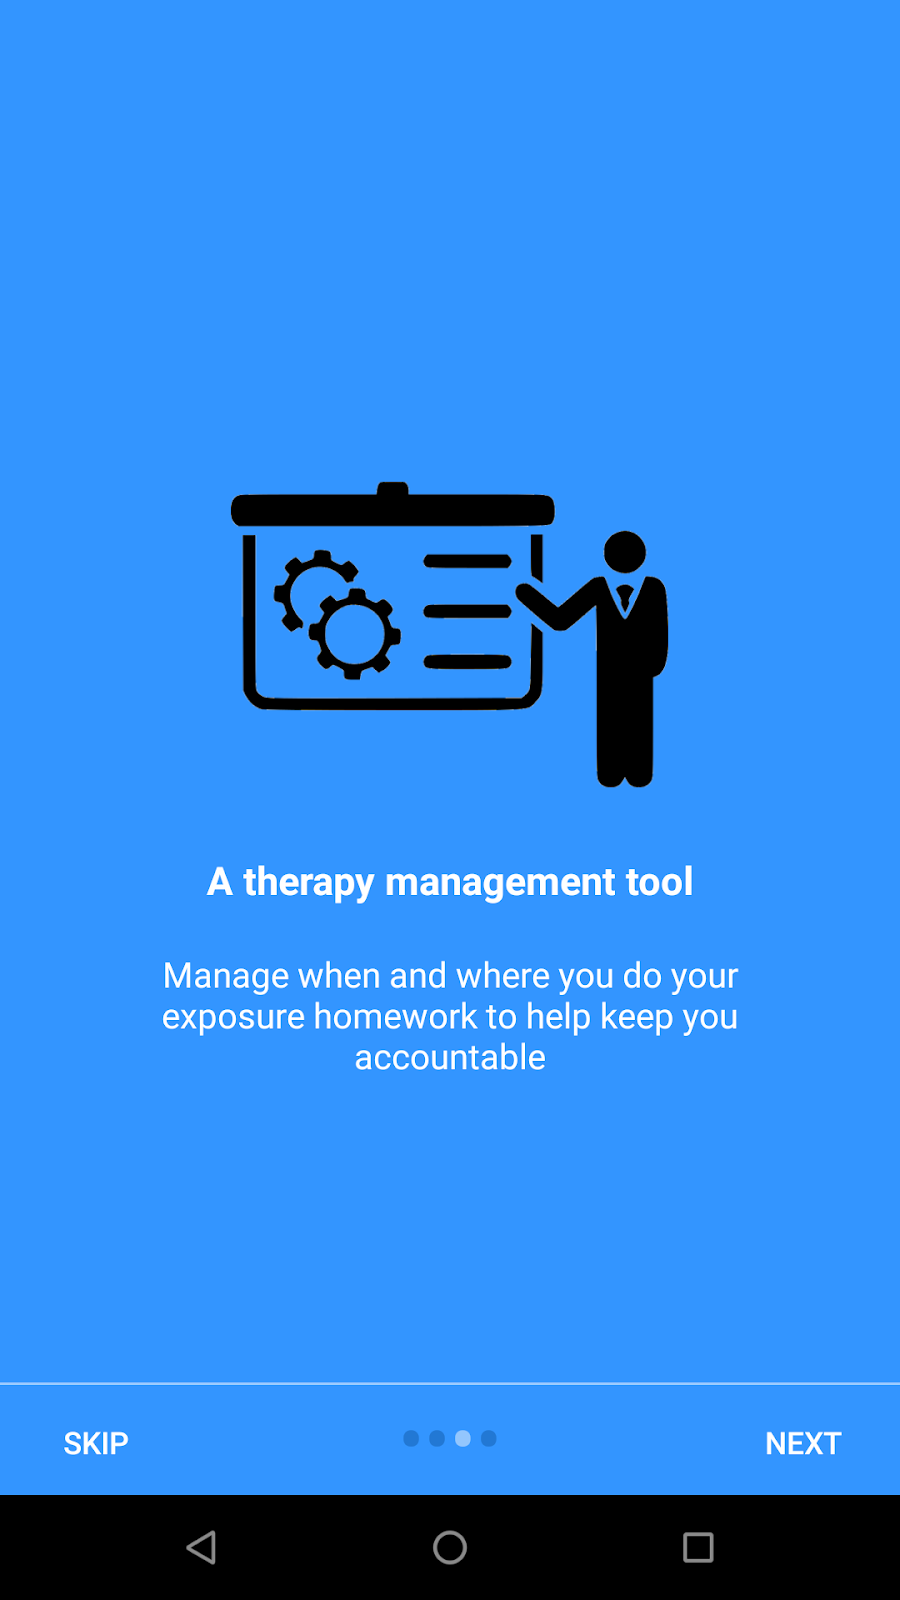 A therapy management tool
Manage when and where you do your
exposure homework to help keep you
accountable
SKIP
NEXT